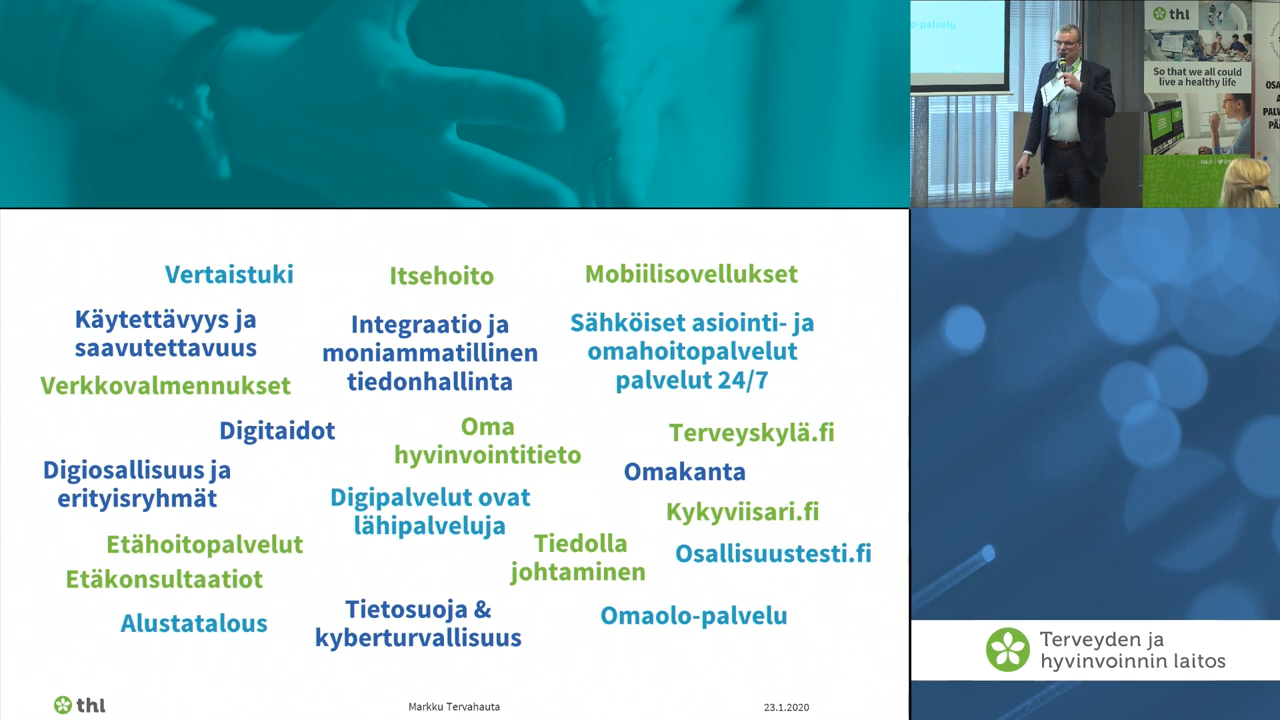 o-palvelu
thl
So that we all could
live a healthy life
thl
Vertaistuki
Itsehoito
Mobiilisovellukset
Käytettävyys ja
saavutettavuus
Integraatio ja
moniammatillinen
tiedonhallinta
Sähköiset asiointi- ja
omahoitopalvelut
palvelut 24/7
Verkkovalmennukset
Digitaidot
Oma
hyvinvointitieto
Terveyskylä.fi
Digiosallisuus ja
erityisryhmät
Omakanta
Digipalvelut ovat
lähipalveluja
Kykyviisari.fi
Etähoitopalvelut
Tiedolla
johtaminen
Osallisuustesti.fi
Etäkonsultaatiot
Alustatalous
Tietosuoja &
kyberturvallisuus
Omaolo-palvelu
Terveyden ja
hyvinvoinnin laitos
thl
Markku Tervahauta
23.1.2020